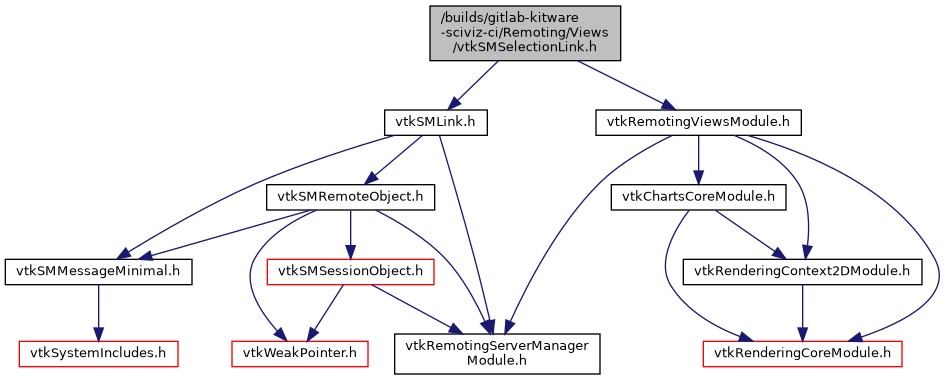 /builds/gitlab-kitware
-sciviz-ci/Remoting/Views
/vtkSMSelectionLink.h
vtkSMLink.h
vtkRemotingViewsModule.h
vtkSMRemoteObject.h
vtkChartsCoreModule.h
vtkSMMessageMinimal.h
vtkSMSessionObject.h
vtkRenderingContext2DModule.h
vtkSystemIncludes.h
vtkWeakPointer.h
vtkRemotingServerManager
Module.h
vtkRenderingCoreModule.h